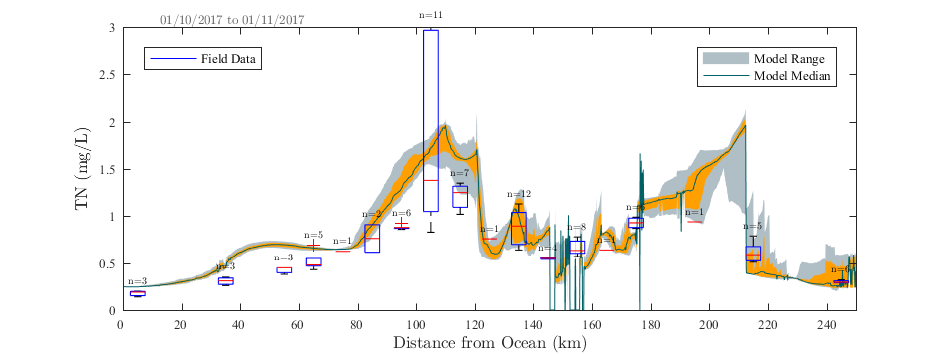 01/10/2017 to 01/11/2017
n=11
3
Field Data
Model Range
Model Median
2.5
2
TN (mg/L)
1.5
n=7
n=12
n=2
n=6
n=1
1
n=5
n=1
n=1
n=8
n=5
n=1
0.5
n=3
n=3
n=3
n=6
0
0
20
40
60
80
100
120
140
160
180
200
220
240
Distance from Ocean (km)